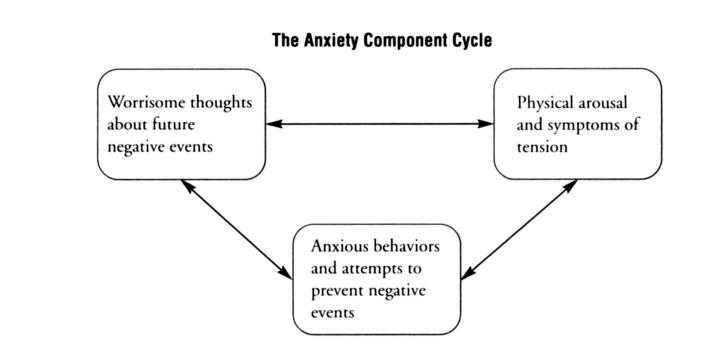 The Anxiety Component Cycle
Worrisome thoughts
about future
negative events
Physical arousal
and symptoms of
tension
Anxious behaviors
and attempts to
prevent negative
events